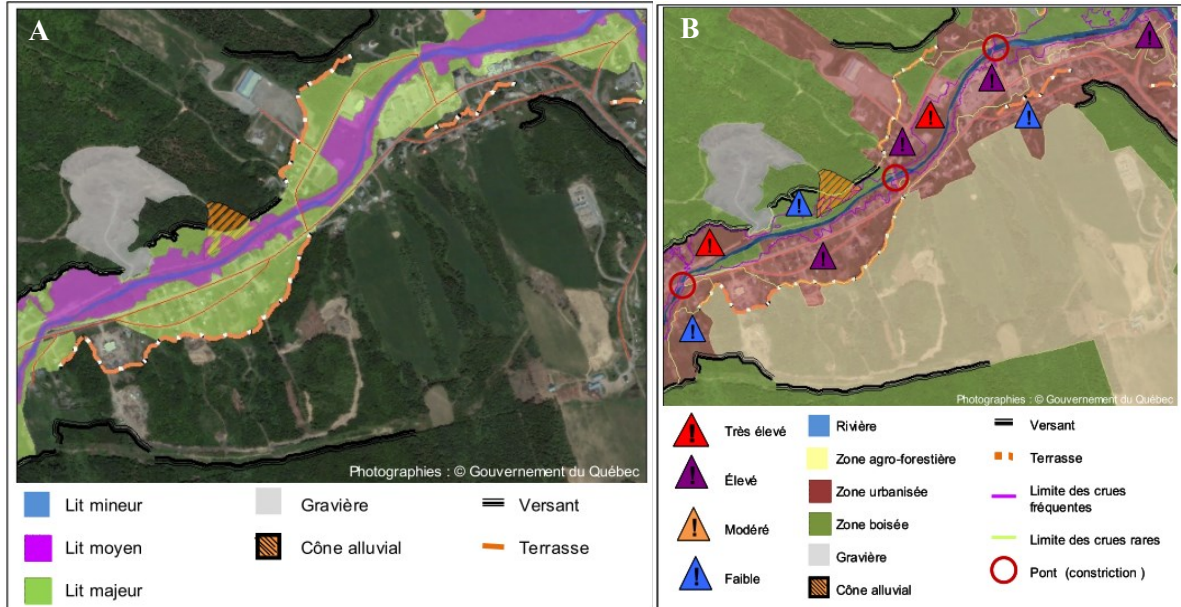 A
Photographies : © Gouvernement du Québec
Lit mineur
Lit moyen
Lit majeur
Gravière
Cône alluvial
Versant
Terrasse
B
Photographies : © Gouvernement du Québec
Très élevé
Élevé
Modéré
Faible
Rivière
Zone agro-forestière
Zone urbanisée
Zone boisée
Gravière
Cône alluvial
Versant
Terrasse
Limite des crues
fréquentes
Limite des crues rares
Pont (constriction )